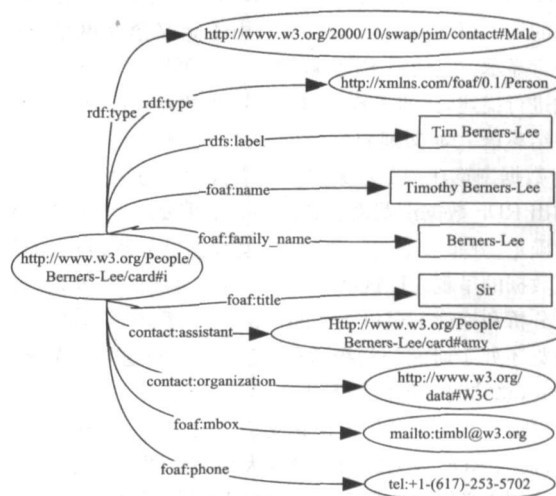 http://www.w3.org/2000/10/swap/pim/contact#Male
rdf:type
http://xmlns.com/foaf/0.1/Person
rdf:type
rdfs:label
Tim Berners-Lee
foaf:name
Timothy Berners-Lee
foaf:family_name
Berners-Lee
http://www.w3.org/People/
Berners-Lee/card#i
foaf:title
Sir
contact:assistant
Http://www.w3.org/People/
Berners-Lee/card#amy
contact:organization
http://www.w3.org/
data#W3C
foaf:mbox
mailto:timbl@w3.org
foaf:phone
tel:+1-(617)-253-5702